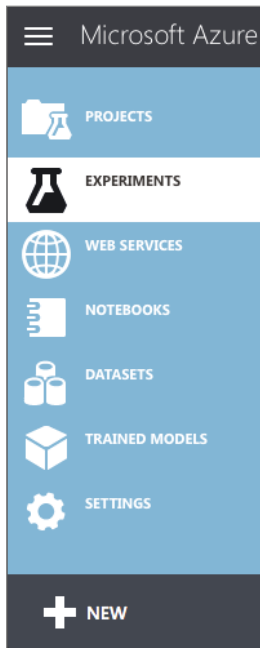 Microsoft Azure
PROJECTS
EXPERIMENTS
WEB SERVICES
NOTEBOOKS
DATASETS
TRAINED MODELS
SETTINGS
NEW